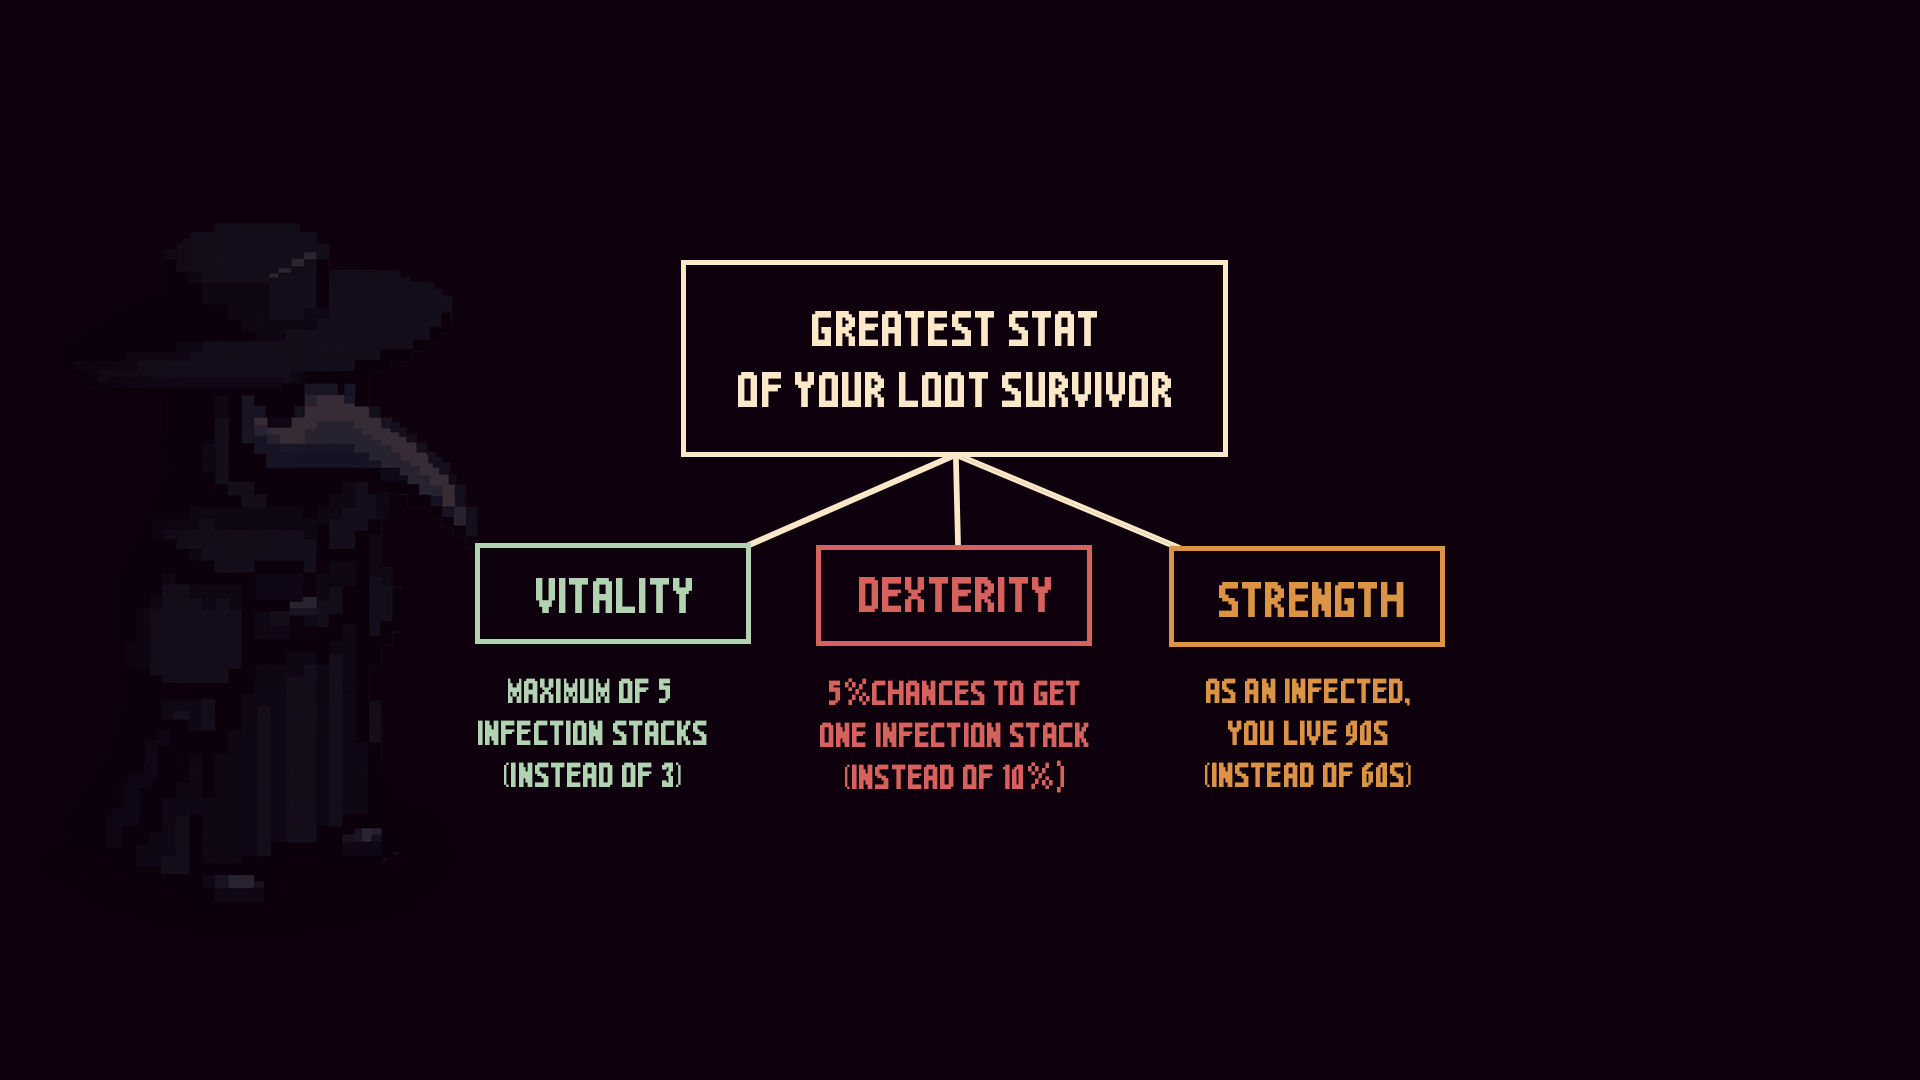 GREATEST STAT
OF YOUR LOOT SURVIVOR
VITALITY
MAXIMUM OF 5
INFECTION STACKS
(INSTEAD OF 3)
DEXTERITY
5%CHANCES TO GET
ONE INFECTION STACK
(INSTEAD OF 10%)
STRENGTH
AS AN INFECTED,
YOU LIVE 90S
(INSTEAD OF 60S)